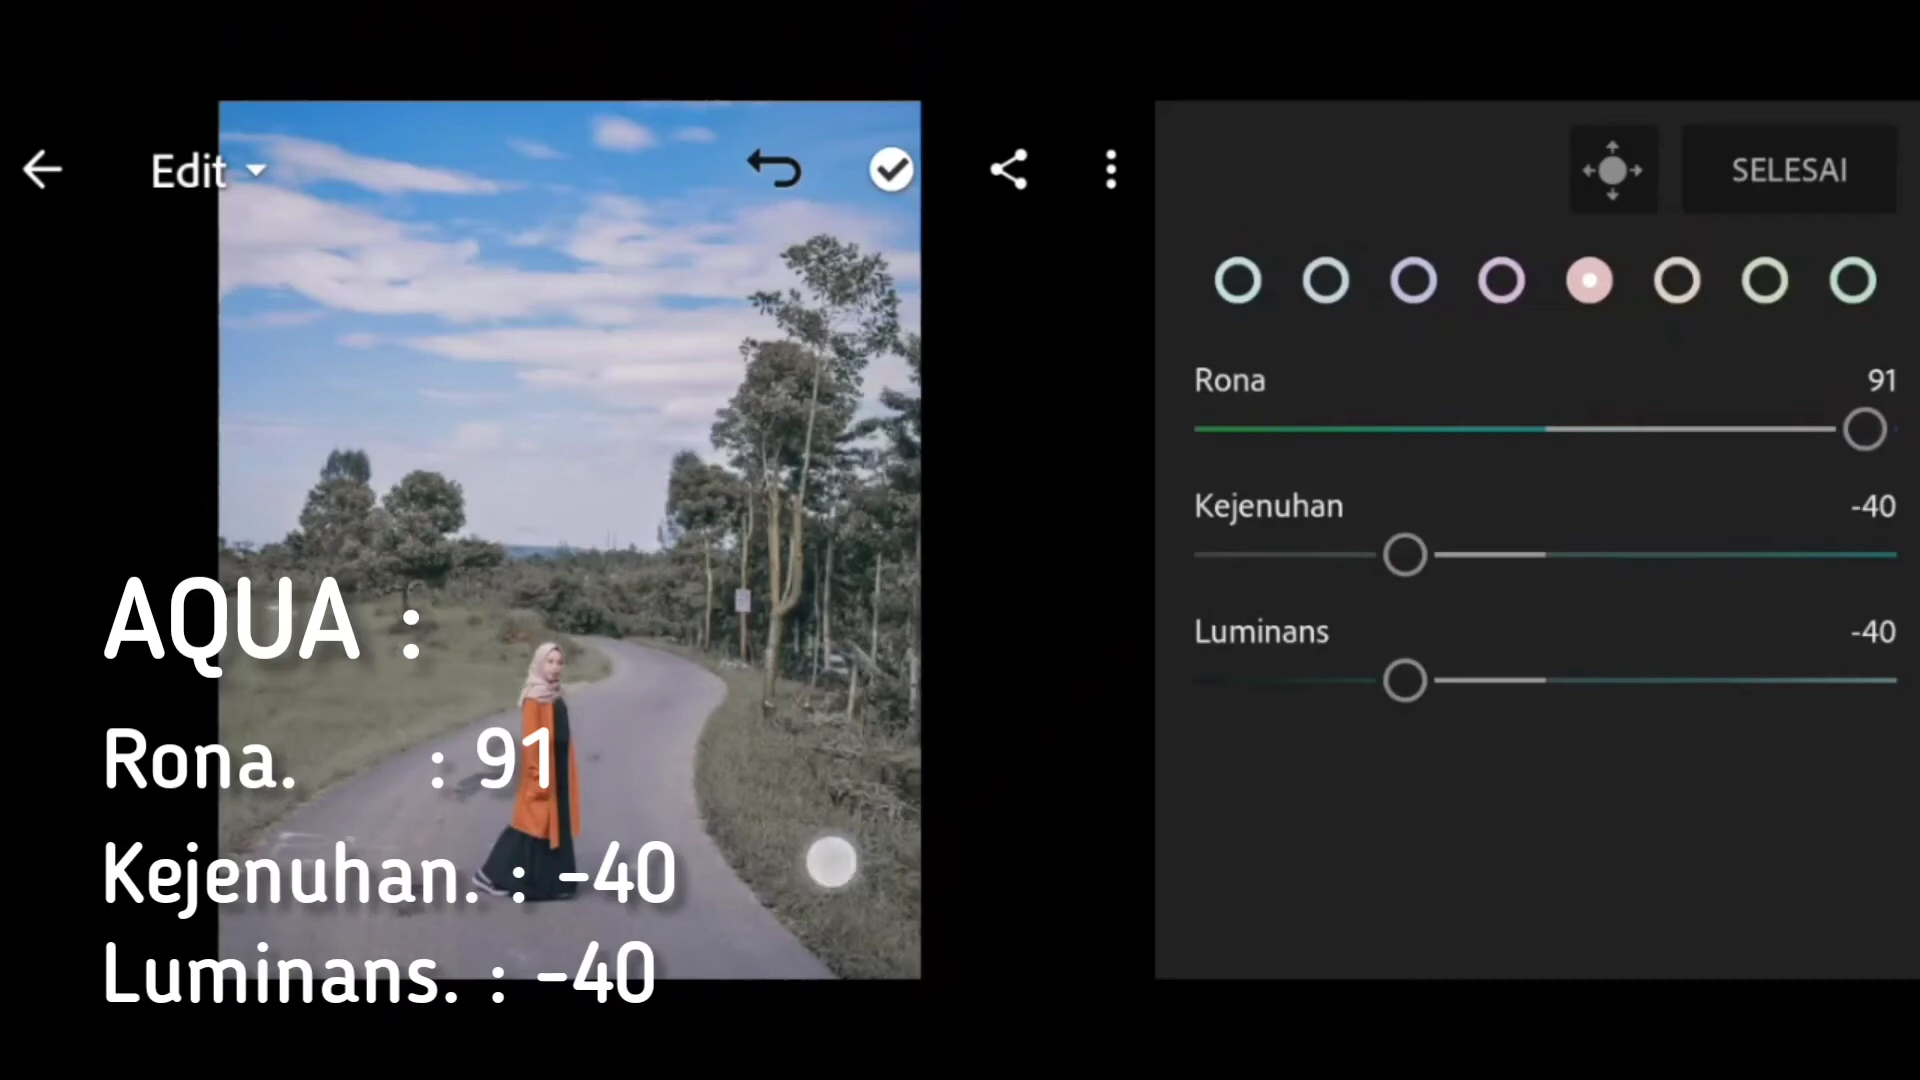 Edit
SELESAI
Rona 91
Kejenuhan -40
Luminans -40
AQUA :
Rona. : 91
Kejenuhan. : -40
Luminans. : -40